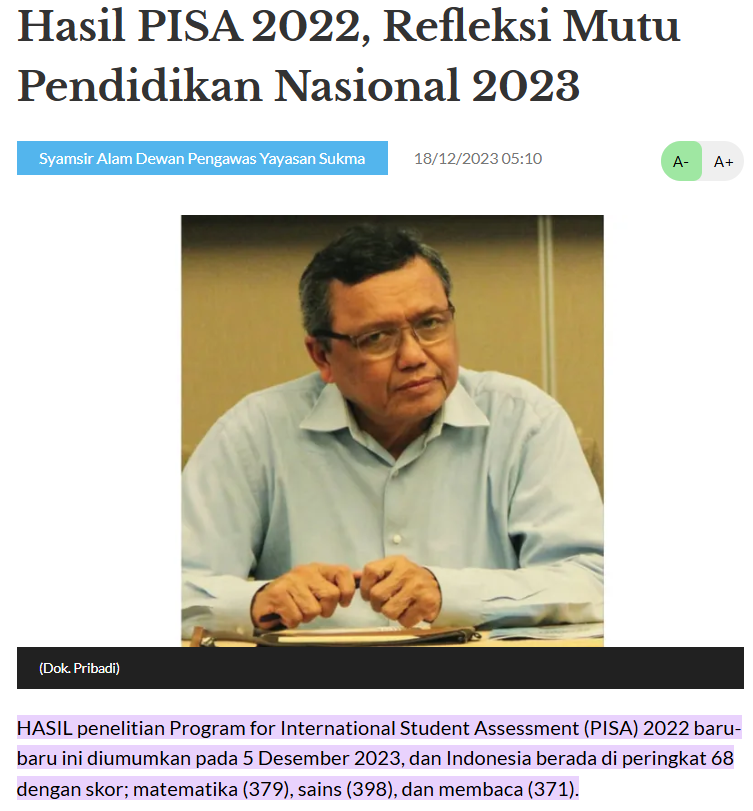 Hasil PISA 2022, Refleksi Mutu
Pendidikan Nasional 2023
Syamsir Alam Dewan Pengawas Yayasan Sukma
18/12/2023 05:10
A-
A+
(Dok. Pribadi)
HASIL penelitian Program for International Student Assessment (PISA) 2022 baru-
baru ini diumumkan pada 5 Desember 2023, dan Indonesia berada di peringkat 68
dengan skor; matematika (379), sains (398), dan membaca (371).